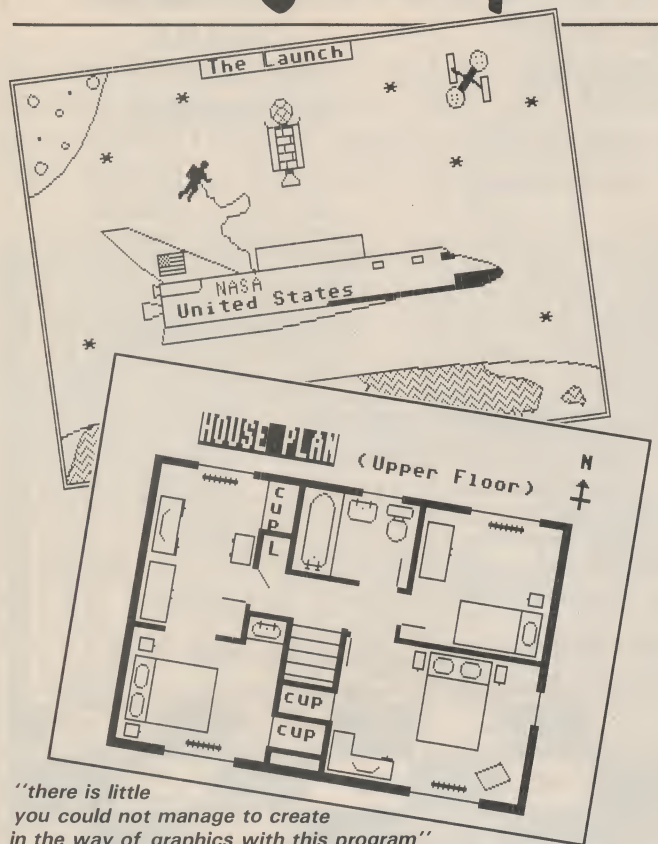 The Launch
NASA
United States
HOUSE PLAN
(Upper Floor)
N
cup
L
cup
cup
"there is little
you could not manage to create
in the way of graphics with this program"